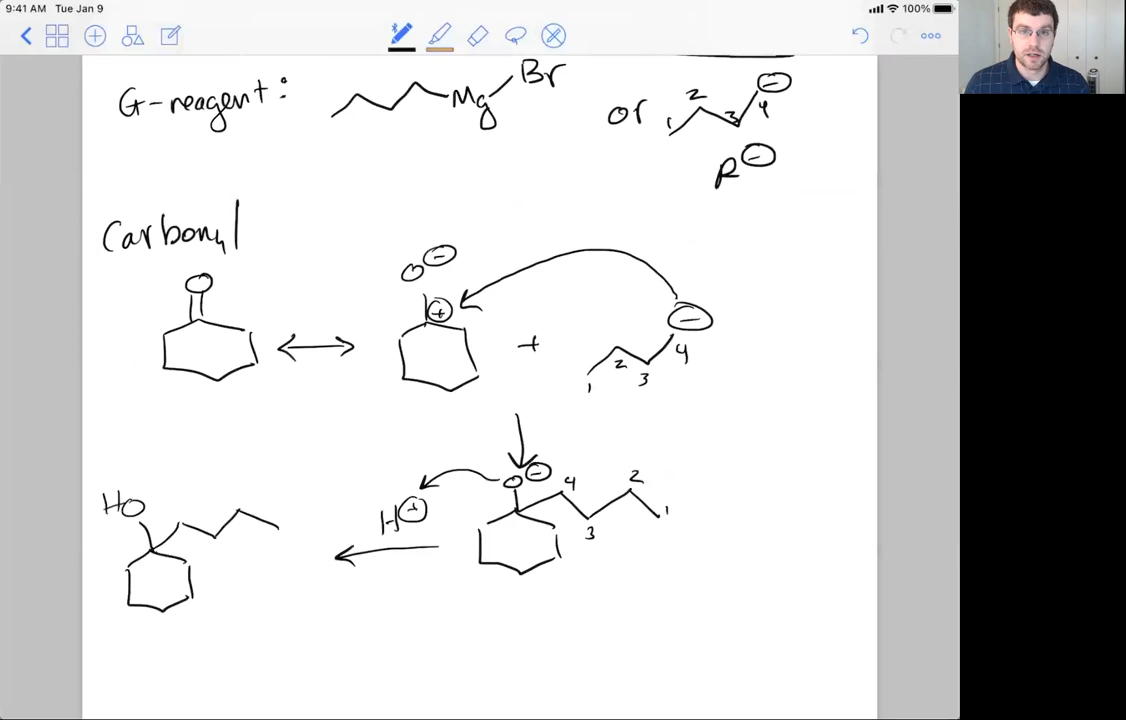 9:41 AM Tue Jan 9
100%
G-reagent:
Mg
Br
or
1
2
3
4
R
Carbonyl
O
O
+
+
1
2
3
4
HO
H +
O
4
3
2
1